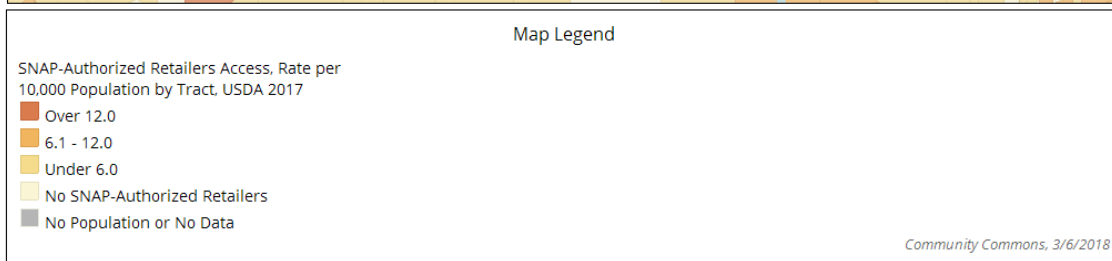 Map Legend
SNAP-Authorized Retailers Access, Rate per
10,000 Population by Tract, USDA 2017
Over 12.0
6.1 - 12.0
Under 6.0
No SNAP-Authorized Retailers
No Population or No Data
Community Commons, 3/6/2018